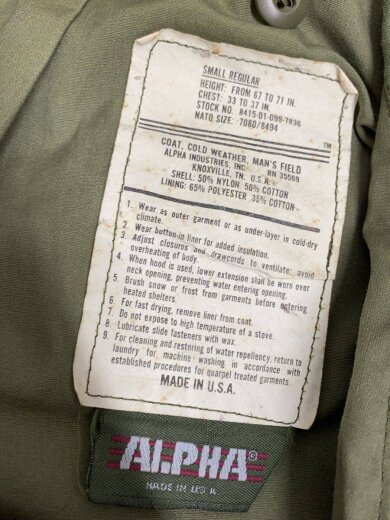 SMALL REGULAR
HEIGHT: FROM 67 TO 71 IN.
CHEST: 33 TO 37 IN.
STOCK NO. 8415-01-099-7836
NATO SIZE: 7080/8494
TM
COAT, COLD WEATHER, MAN'S FIELD
ALPHA INDUSTRIES, INC. RN 35569
KNOXVILLE, TN. U.S.A.
SHELL: 50% NYLON 50% COTTON
LINING: 65% POLYESTER 35% COTTON
1. Wear as outer garment or as under-layer in cold-dry
climate.
2. Wear button-in liner for added insulation.
3. Adjust closures and drawcords to ventilate; avoid
overheating of body.
4. When hood is used, lower extension shall be worn over
neck opening, preventing water entering opening.
5. Brush snow or frost from garments before entering
heated shelters.
6. For fast drying, remove liner from coat.
7. Do not expose to high temperature of a stove.
8. Lubricate slide fasteners with wax.
9. For cleaning and restoring of water repellency, return to
laundry for machine washing in accordance with
established procedures for quarpel treated garments.
MADE IN U.S.A.
ALPHA®
MADE IN USA